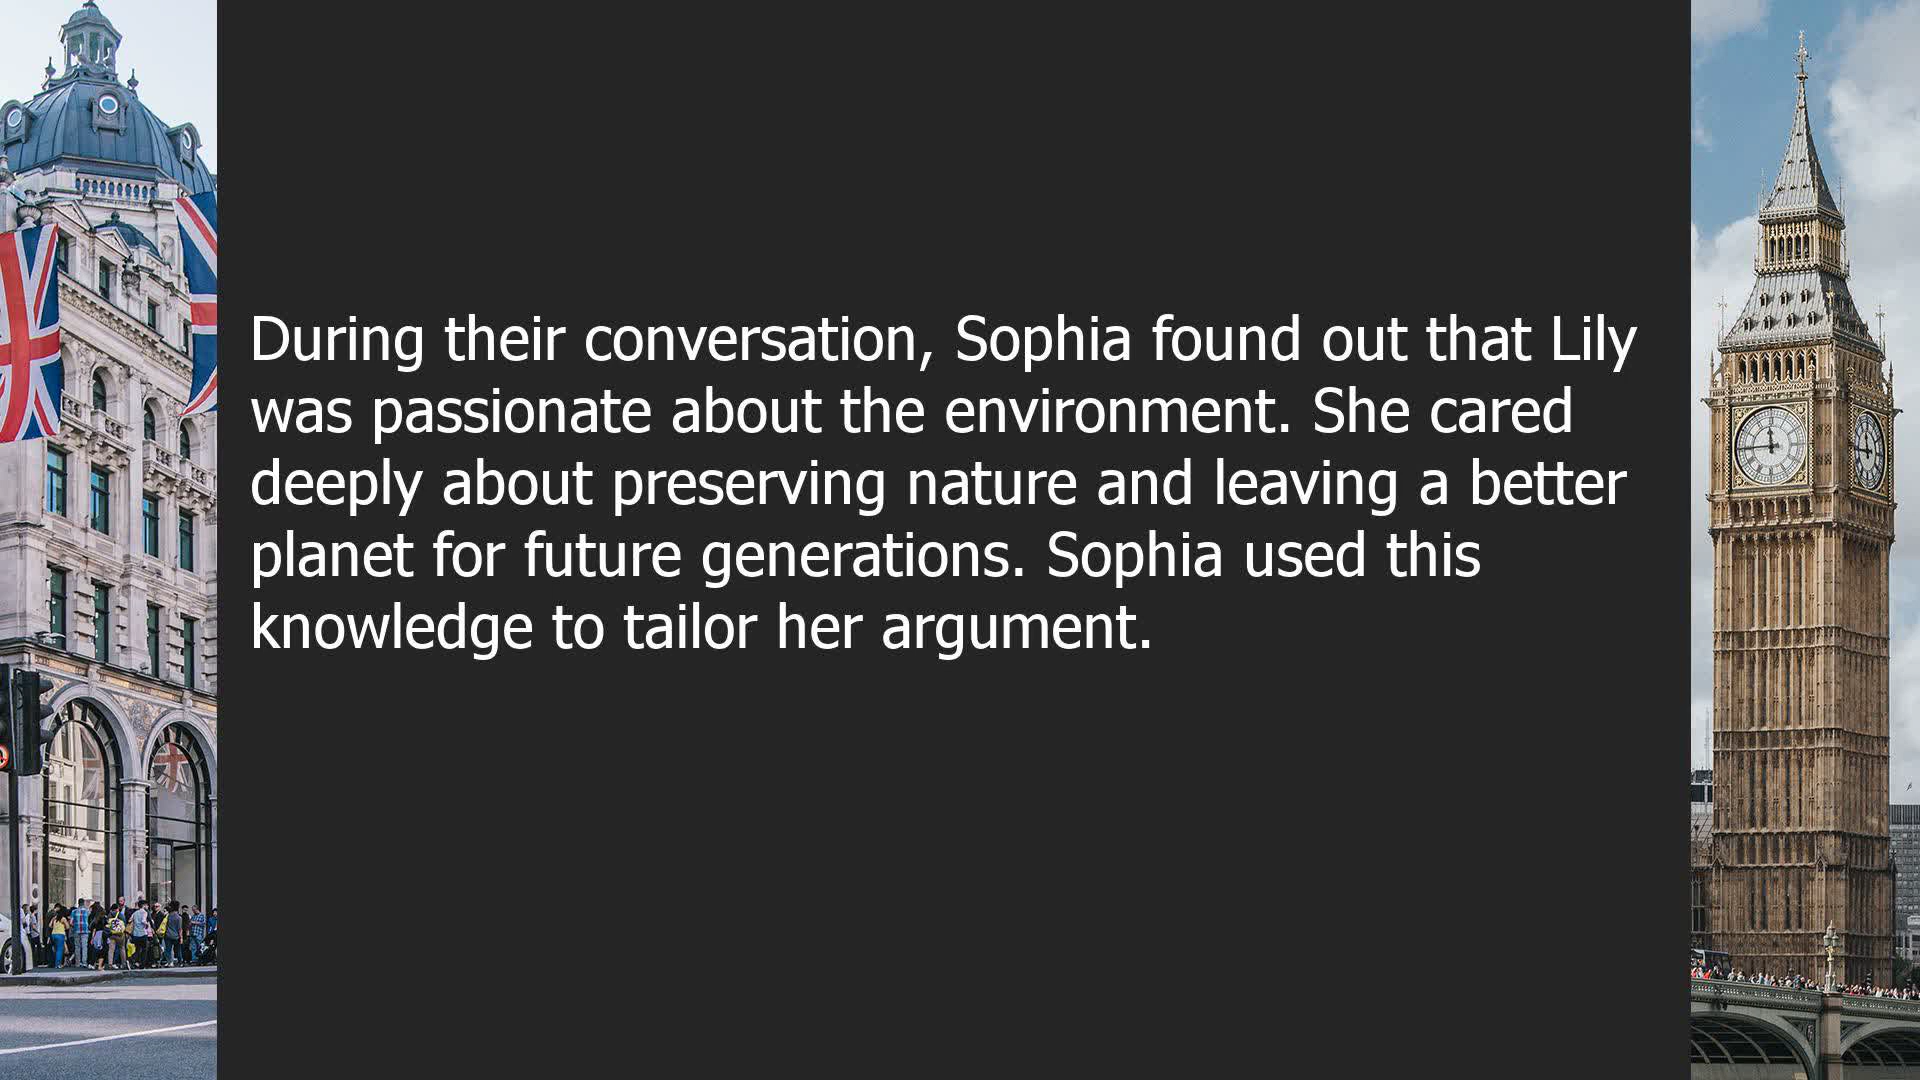 During their conversation, Sophia found out that Lily
was passionate about the environment. She cared
deeply about preserving nature and leaving a better
planet for future generations. Sophia used this
knowledge to tailor her argument.